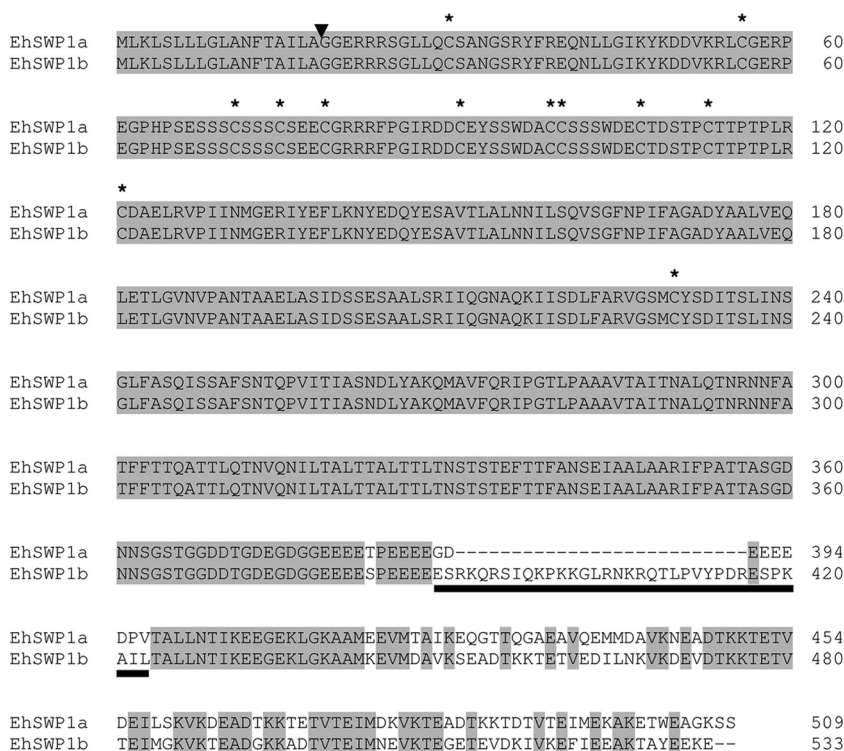 * *
EhSWP1a MLKLSLLLGLANFTAILAGGERRRSGLLQCSANGSRYFREQNLLGIKYKDDVKRLCGERP 60
EhSWP1b MLKLSLLLGLANFTAILAGGERRRSGLLQCSANGSRYFREQNLLGIKYKDDVKRLCGERP 60
* * * * * * * *
EhSWP1a EGPHPSESSSCSSSCSEECGRRRFPGIRDDCEYSSWDACCSSSWDECTDSTPCTTPTPLR 120
EhSWP1b EGPHPSESSSCSSSCSEECGRRRFPGIRDDCEYSSWDACCSSSWDECTDSTPCTTPTPLR 120
*
EhSWP1a CDAELRVPIINMGERIYEFLKNYEDQYESAVTLALNNILSQVSGFNPIFAGADYAALVEQ 180
EhSWP1b CDAELRVPIINMGERIYEFLKNYEDQYESAVTLALNNILSQVSGFNPIFAGADYAALVEQ 180
*
EhSWP1a LETLGVNVPANTAAELASIDSSESAALSRIIQGNAQKIISDLFARVGSMCYSDITSLINS 240
EhSWP1b LETLGVNVPANTAAELASIDSSESAALSRIIQGNAQKIISDLFARVGSMCYSDITSLINS 240
EhSWP1a GLFASQISSAFSNTQPVITIASNDLYAKQMAVFQRIPGTLPAAAVTAITNALQTNRNNFA 300
EhSWP1b GLFASQISSAFSNTQPVITIASNDLYAKQMAVFQRIPGTLPAAAVTAITNALQTNRNNFA 300
EhSWP1a TFFTTQATTLQTNVQNILTALTTALTTLTNSTSTEFTTFANSEIAALAARIFPATTASGD 360
EhSWP1b TFFTTQATTLQTNVQNILTALTTALTTLTNSTSTEFTTFANSEIAALAARIFPATTASGD 360
EhSWP1a NNSGSTGGDDTGDEGDGGEEEETPEEEEGD--------------------------EEEE 394
EhSWP1b NNSGSTGGDDTGDEGDGGEEEESPEEEEESRKQRSIQKPKKGLRNKRQTLPVYPDRESPK 420
EhSWP1a DPVTALLNTIKEEGEKLGKAAMEEVMTAIKEQGTTQGAEAVQEMMDAVKNEADTKKTETV 454
EhSWP1b AILTALLNTIKEEGEKLGKAAMKEVMDAVKSEADTKKTETVEDILNKVKDEVDTKKTETV 480
EhSWP1a DEILSKVKDEADTKKTETVTEIMDKVKTEADTKKTDTVTEIMEKAKETWEAGKSS 509
EhSWP1b TEIMGKVKDEADGKKADTVTEIMNKVKTEGETEVDKIVKEFIEEAKTAYEEKE-- 533